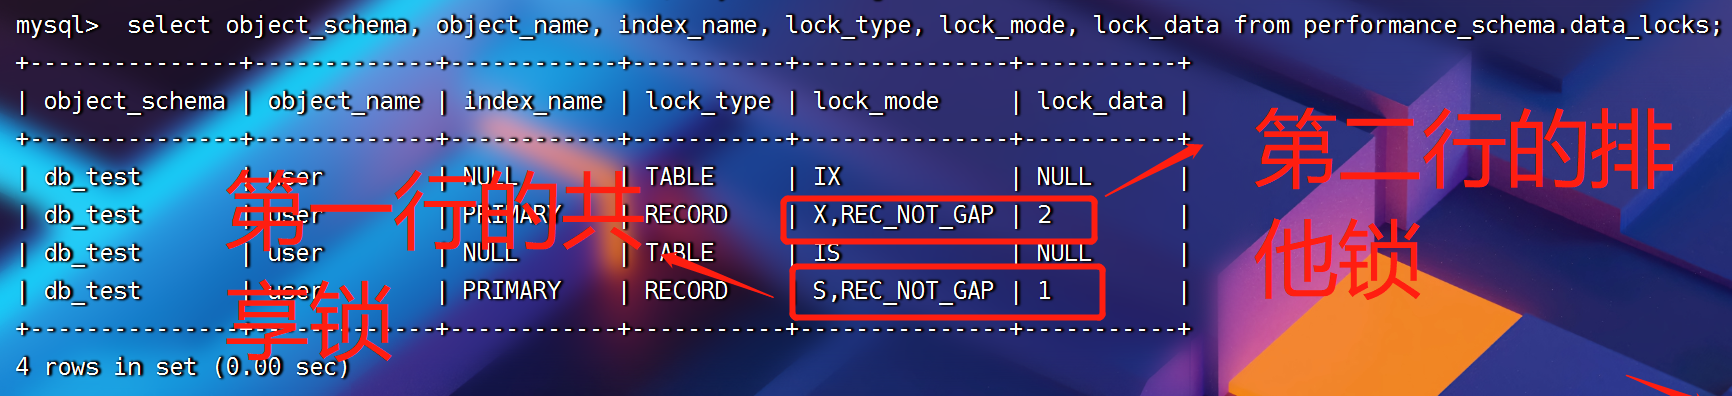 mysql>  select object_schema, object_name, index_name, lock_type, lock_mode, lock_data from performance_schema.data_locks;
+---------------+-------------+------------+-----------+---------------+-----------+
| object_schema | object_name | index_name | lock_type | lock_mode     | lock_data |
+---------------+-------------+------------+-----------+---------------+-----------+
| db_test       | user        | NULL       | TABLE     | IX            | NULL      |
| db_test       | user        | PRIMARY    | RECORD    | X,REC_NOT_GAP | 2         |
| db_test       | user        | NULL       | TABLE     | IS            | NULL      |
| db_test       | user        | PRIMARY    | RECORD    | S,REC_NOT_GAP | 1         |
+---------------+-------------+------------+-----------+---------------+-----------+
4 rows in set (0.00 sec)
第一行的共
享锁
第二行的排
他锁